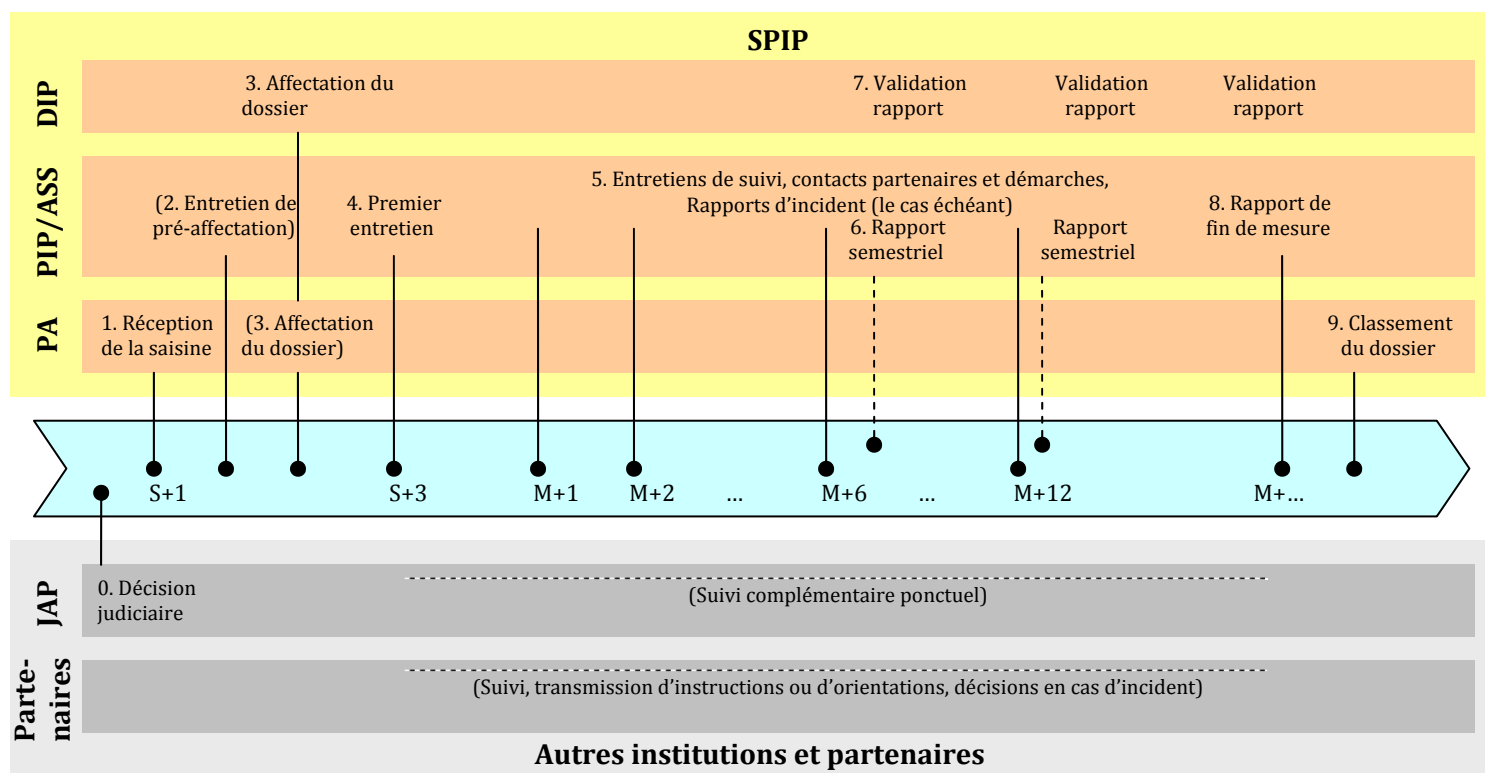 SPIP
DIP
3. Affectation du
dossier
7. Validation
rapport
Validation
rapport
Validation
rapport
PIP/ASS
(2. Entretien de
pré-affectation)
4. Premier
entretien
5. Entretiens de suivi, contacts partenaires et démarches,
Rapports d’incident (le cas échéant)
6. Rapport
semestriel
Rapport
semestriel
8. Rapport de
fin de mesure
PA
1. Réception
de la saisine
(3. Affectation
du dossier)
9. Classement
du dossier
S+1
S+3
M+1
M+2
...
M+6
...
M+12
M+...
JAP
0. Décision
judiciaire
(Suivi complémentaire ponctuel)
Parte-
naires
(Suivi, transmission d’instructions ou d’orientations, décisions en cas d’incident)
Autres institutions et partenaires